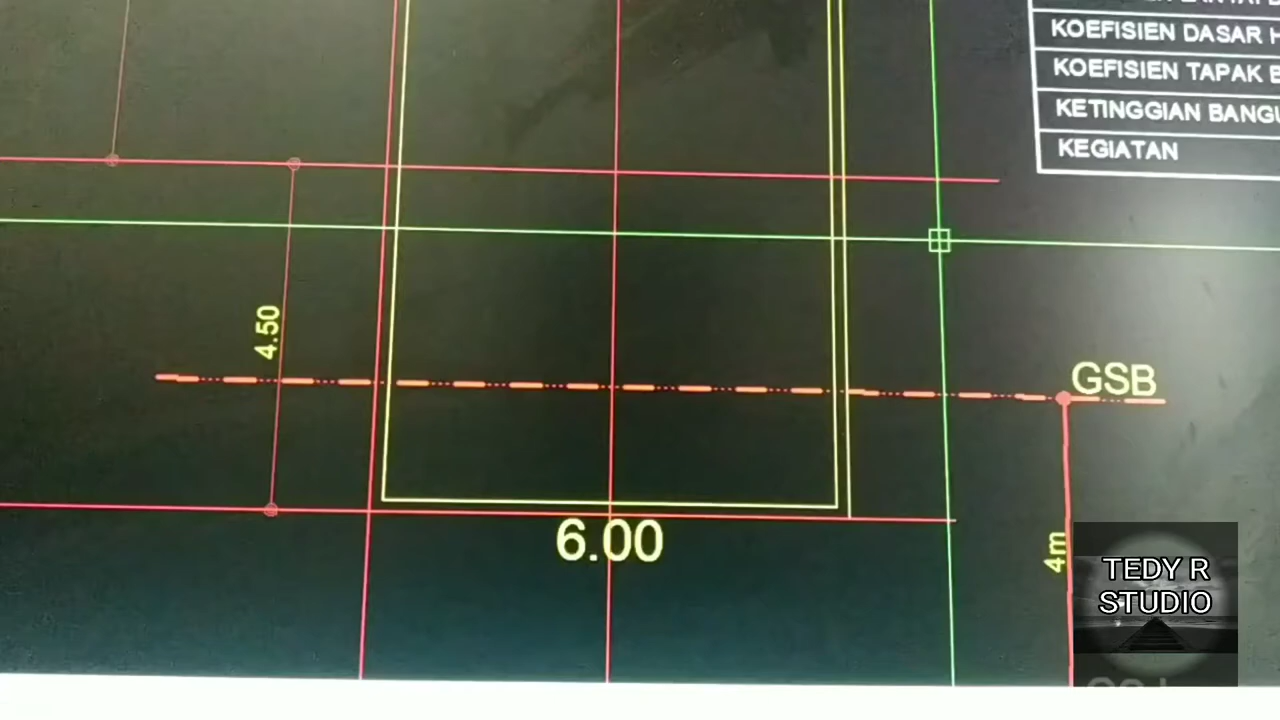 KOEFISIEN DASAR H
KOEFISIEN TAPAK B
KETINGGIAN BANGU
KEGIATAN
4.50
GSB
6.00
4m
TEDY R
STUDIO